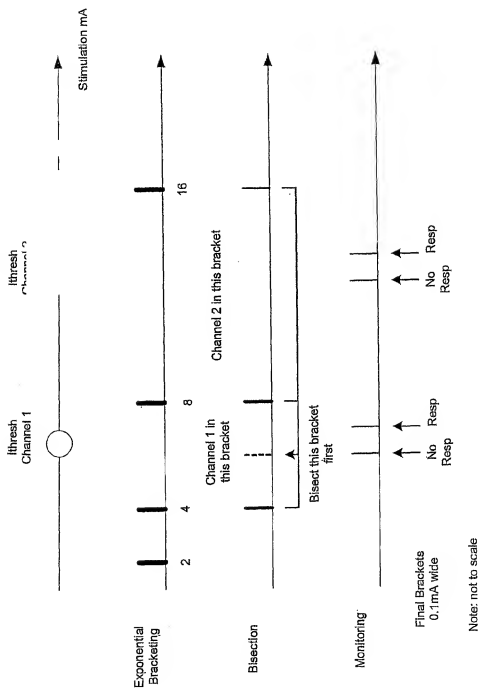 Ithresh
Channel 1
Ithresh
Stimulation mA
Exponential
Bracketing
2
4
8
16
Bisection
Channel 1 in
this bracket
Channel 2 in this bracket
Bisect this bracket
first
Monitoring
No
Resp
Resp
No
Resp
Resp
Final Brackets
0.1mA wide
Note: not to scale